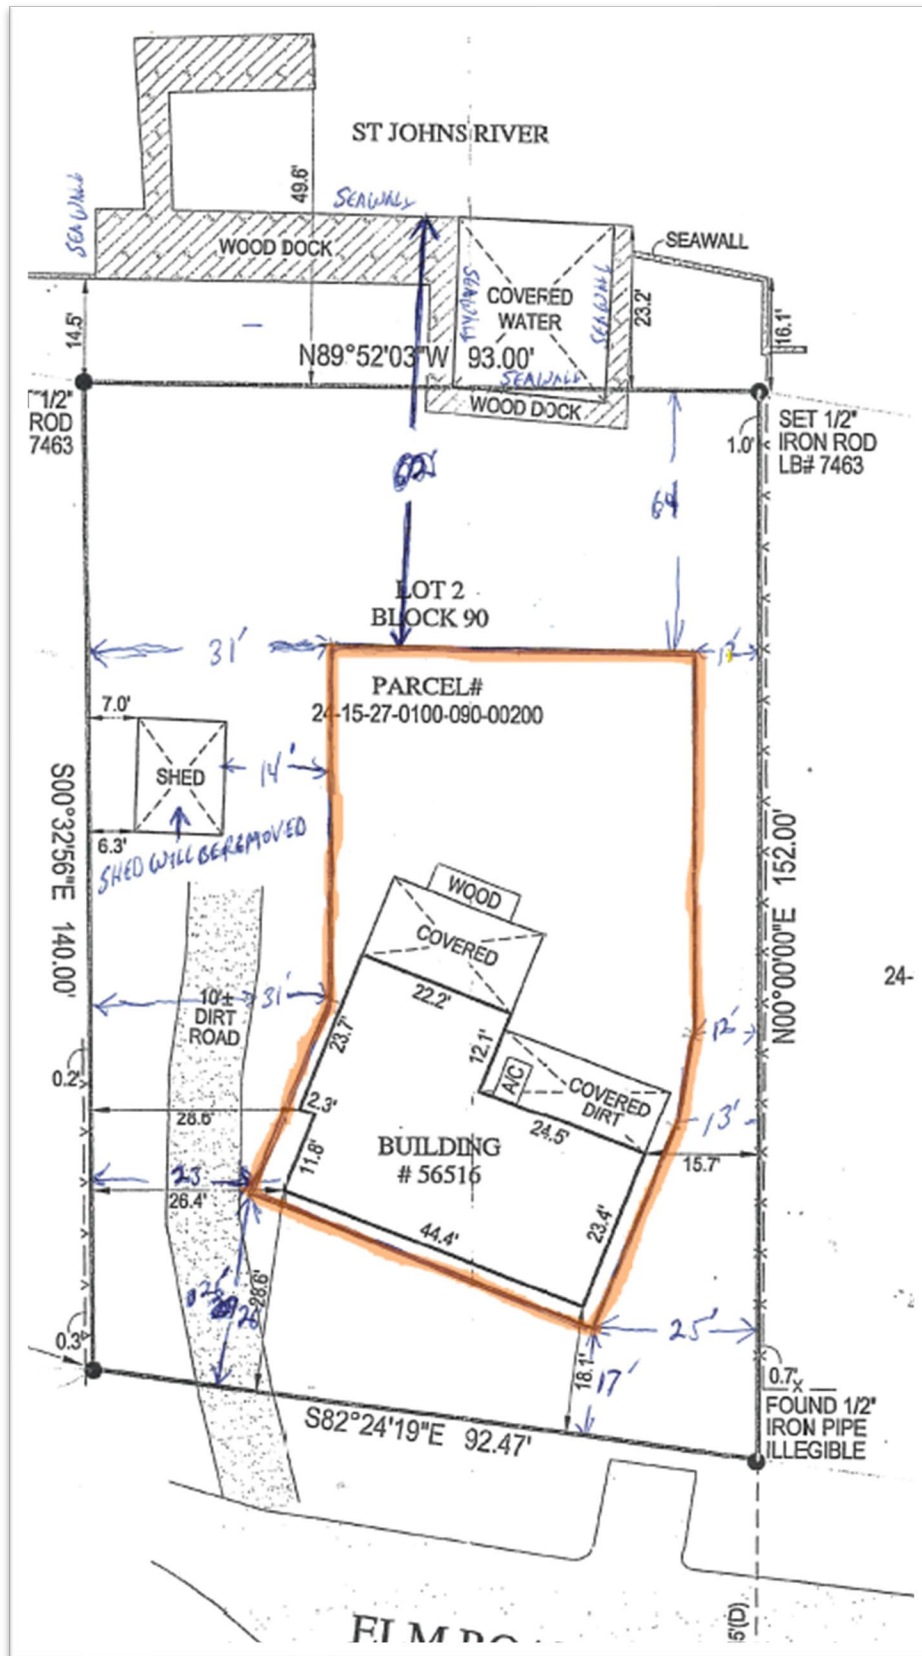 ST JOHNS RIVER
49.6'
SEAWALL
SEAWALL
WOOD DOCK
SEAWALL
SEAWALL
COVERED
WATER
SEAWALL
23.2'
16.1'
14.5'
N89°52'03"W 93.00'
SEAWALL
WOOD DOCK
1/2"
ROD
7463
1.0'
SET 1/2"
IRON ROD
LB# 7463
64
LOT 2
BLOCK 90
31'
PARCEL#
24-15-27-0100-090-00200
7.0'
SHED
14'
6.3'
SHED WILL BE REMOVED
S00°32'56"E 140.00'
N00°00'00"E 152.00'
WOOD
COVERED
22.2'
24-
10'±
DIRT
ROAD
31'
23.7'
12.1'
A/C
COVERED
DIRT
12'
0.2'
28.6'
2.3'
24.5'
13'
11.8'
BUILDING
# 56516
15.7'
23
26.4'
44.4'
23.4'
28.6'
25'
0.3'
18.1'
17'
0.7'
S82°24'19"E 92.47'
FOUND 1/2"
IRON PIPE
ILLEGIBLE
5'(D)